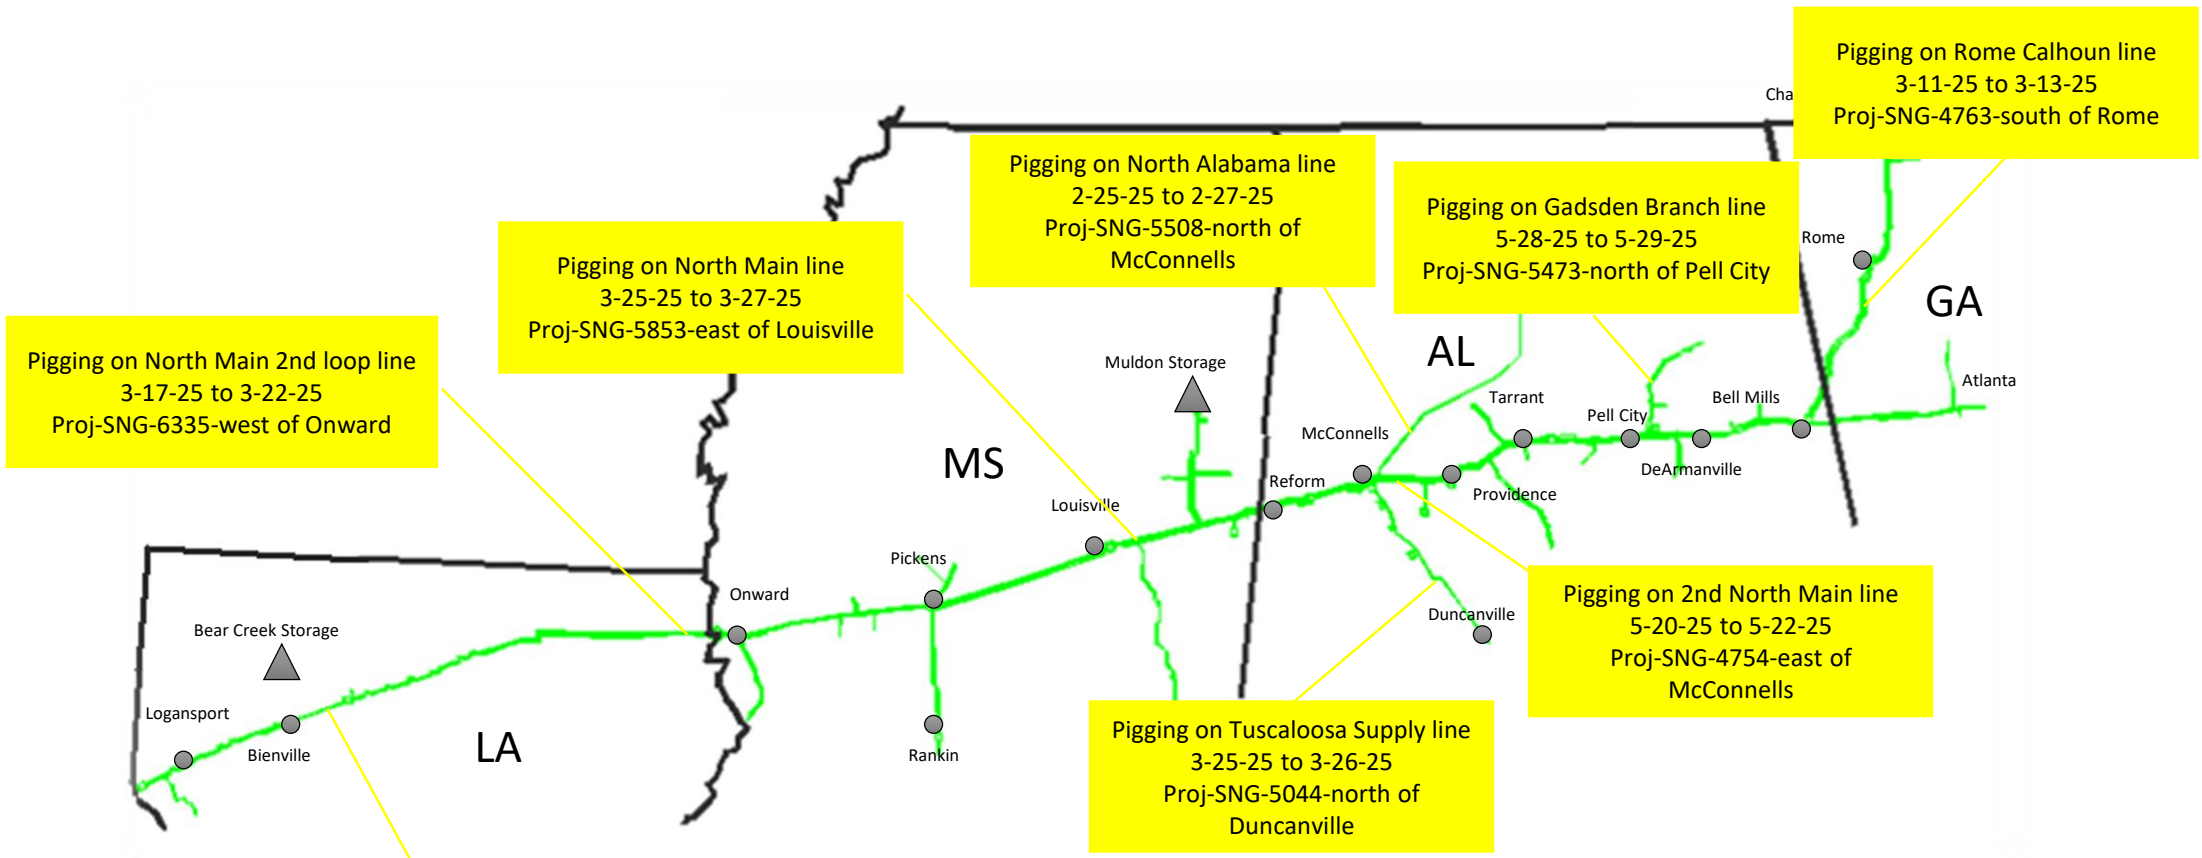 Pigging on Rome Calhoun line
3-11-25 to 3-13-25
Proj-SNG-4763-south of Rome
Cha
Pigging on North Alabama line
2-25-25 to 2-27-25
Proj-SNG-5508-north of
McConnells
Pigging on Gadsden Branch line
5-28-25 to 5-29-25
Proj-SNG-5473-north of Pell City
Rome
GA
Pigging on North Main line
3-25-25 to 3-27-25
Proj-SNG-5853-east of Louisville
Pigging on North Main 2nd loop line
3-17-25 to 3-22-25
Proj-SNG-6335-west of Onward
Muldon Storage
AL
Atlanta
Tarrant
Bell Mills
Pell City
McConnells
MS
DeArmanville
Reform
Providence
Louisville
Pickens
Onward
Duncanville
Pigging on 2nd North Main line
5-20-25 to 5-22-25
Proj-SNG-4754-east of
McConnells
Bear Creek Storage
Logansport
Bienville
LA
Rankin
Pigging on Tuscaloosa Supply line
3-25-25 to 3-26-25
Proj-SNG-5044-north of
Duncanville